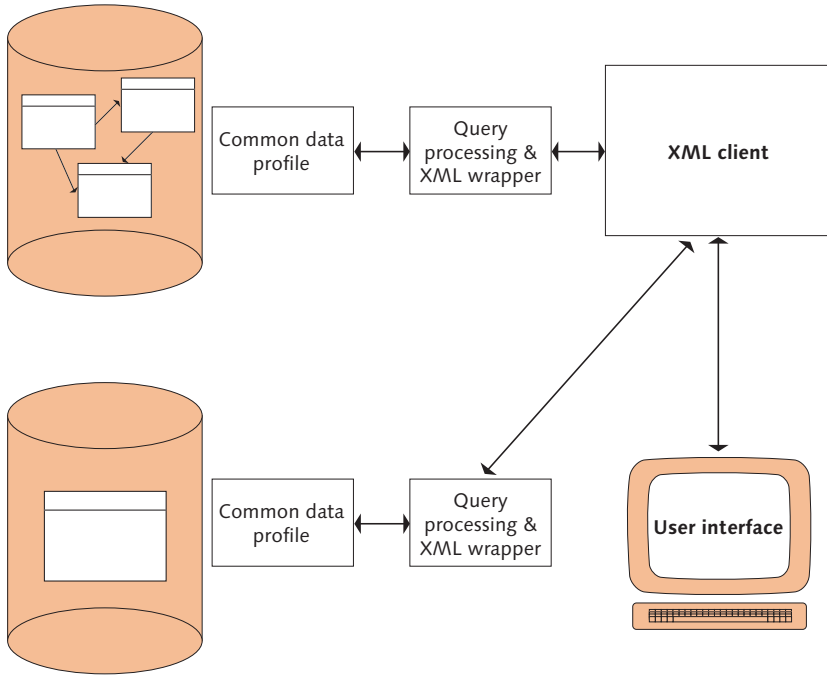 Common data
profile
Query
processing &
XML wrapper
XML client
Common data
profile
Query
processing &
XML wrapper
User interface